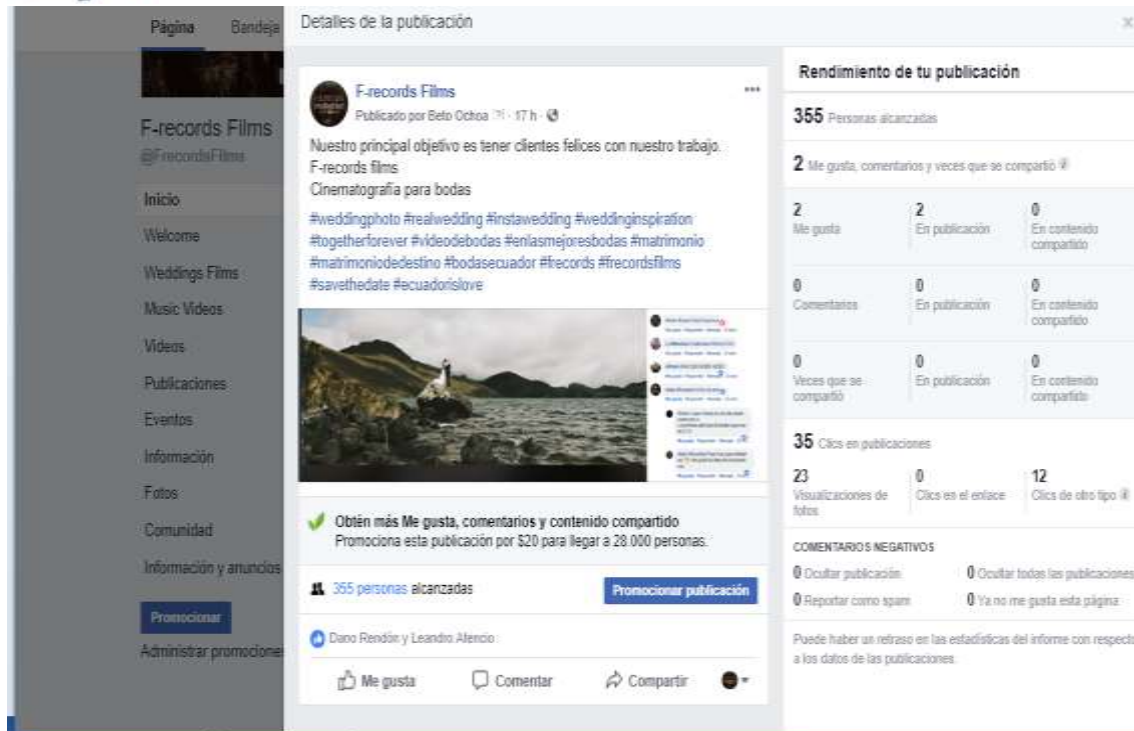 Página Bandeja
F-records Films
@FrecordsFilms
Inicio
Welcome
Weddings Films
Music Videos
Videos
Publicaciones
Eventos
Información
Fotos
Comunidad
Información y anuncios
Promocionar
Administrar promociones
Detalles de la publicación
F-records Films
Publicado por Beto Ochoa · 17 h ·
Nuestro principal objetivo es tener clientes felices con nuestro trabajo.
F-records films
Cinematografía para bodas
#weddingphoto #realwedding #instawedding #weddinginspiration
#togetherforever #videodebodas #enlasmejoresbodas #matrimonio
#matrimoniodedestino #bodasecuador #frecords #frecordsfilms
#savethedate #ecuadorislove
Obtén más Me gusta, comentarios y contenido compartido
Promociona esta publicación por $20 para llegar a 28.000 personas.
355 personas alcanzadas
Promocionar publicación
Dano Rendón y Leandro Atencio
Me gusta Comentar Compartir
Rendimiento de tu publicación
355 Personas alcanzadas
2 Me gusta, comentarios y veces que se compartió
2 2 0
Me gusta En publicación En contenido
compartido
0 0 0
Comentarios En publicación En contenido
compartido
0 0 0
Veces que se En publicación En contenido
compartió compartido
35 Clics en publicaciones
23 0 12
Visualizaciones de Clics en el enlace Clics de otro tipo
fotos
COMENTARIOS NEGATIVOS
0 Ocultar publicación 0 Ocultar todas las publicaciones
0 Reportar como spam 0 Ya no me gusta esta página
Puede haber un retraso en las estadísticas del informe con respecto
a los datos de las publicaciones.